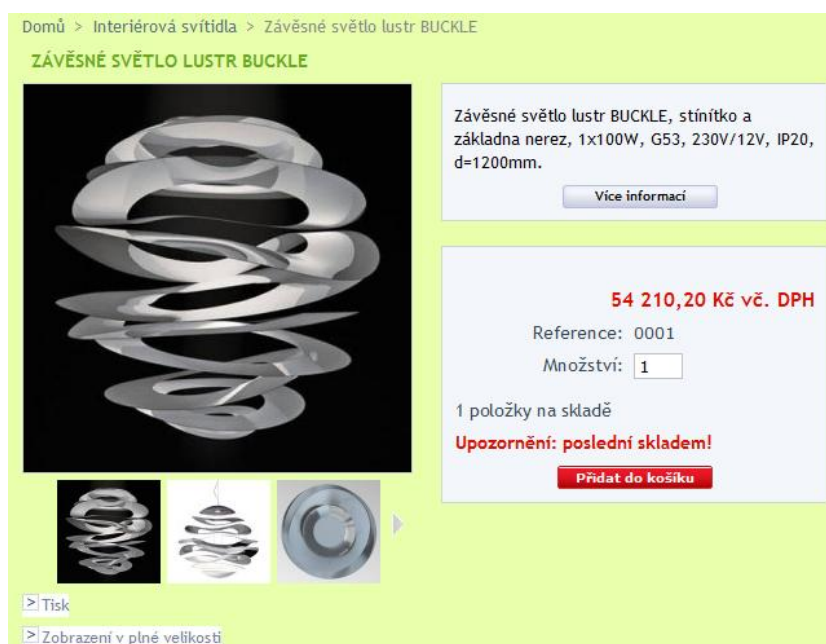 Domů > Interiérová svítidla > Závěsné světlo lustr BUCKLE
ZÁVĚSNÉ SVĚTLO LUSTR BUCKLE
Závěsné světlo lustr BUCKLE, stínítko a
základna nerez, 1x100W, G53, 230V/12V, IP20,
d=1200mm.
Více informací
54 210,20 Kč vč. DPH
Reference: 0001
Množství: 1
1 položky na skladě
Upozornění: poslední skladem!
Přidat do košíku
> Tisk
> Zobrazení v plné velikosti